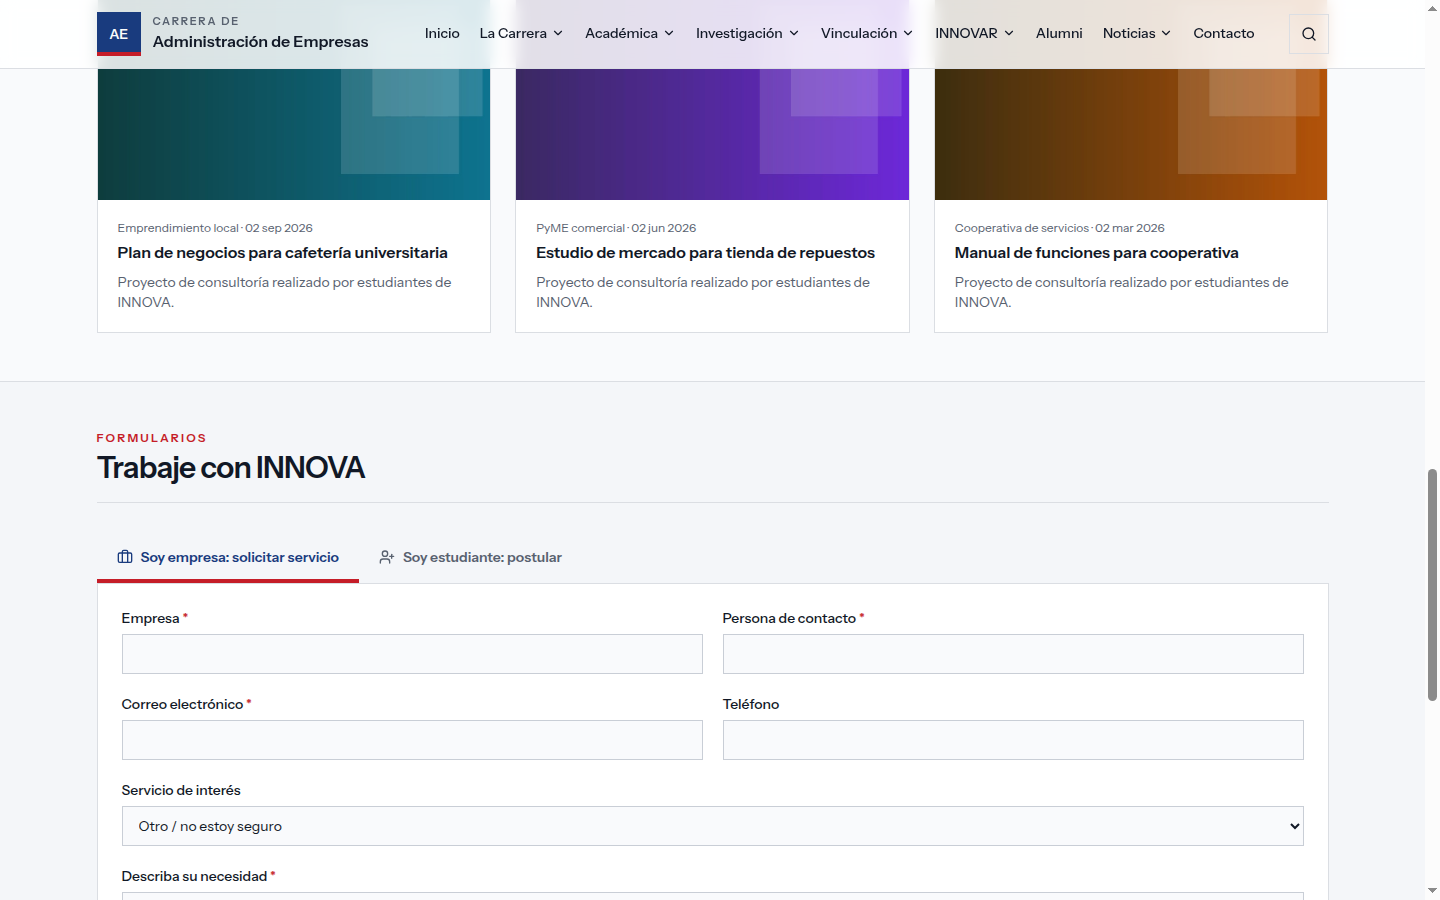 AE
CARRERA DE
Administración de Empresas
Inicio
La Carrera
Académica
Investigación
Vinculación
INNOVAR
Alumni
Noticias
Contacto
Emprendimiento local · 02 sep 2026
Plan de negocios para cafetería universitaria
Proyecto de consultoría realizado por estudiantes de
INNOVA.
PyME comercial · 02 jun 2026
Estudio de mercado para tienda de repuestos
Proyecto de consultoría realizado por estudiantes de
INNOVA.
Cooperativa de servicios · 02 mar 2026
Manual de funciones para cooperativa
Proyecto de consultoría realizado por estudiantes de
INNOVA.
FORMULARIOS
Trabaje con INNOVA
Soy empresa: solicitar servicio
Soy estudiante: postular
Empresa *
Persona de contacto *
Correo electrónico *
Teléfono
Servicio de interés
Otro / no estoy seguro
Describa su necesidad *